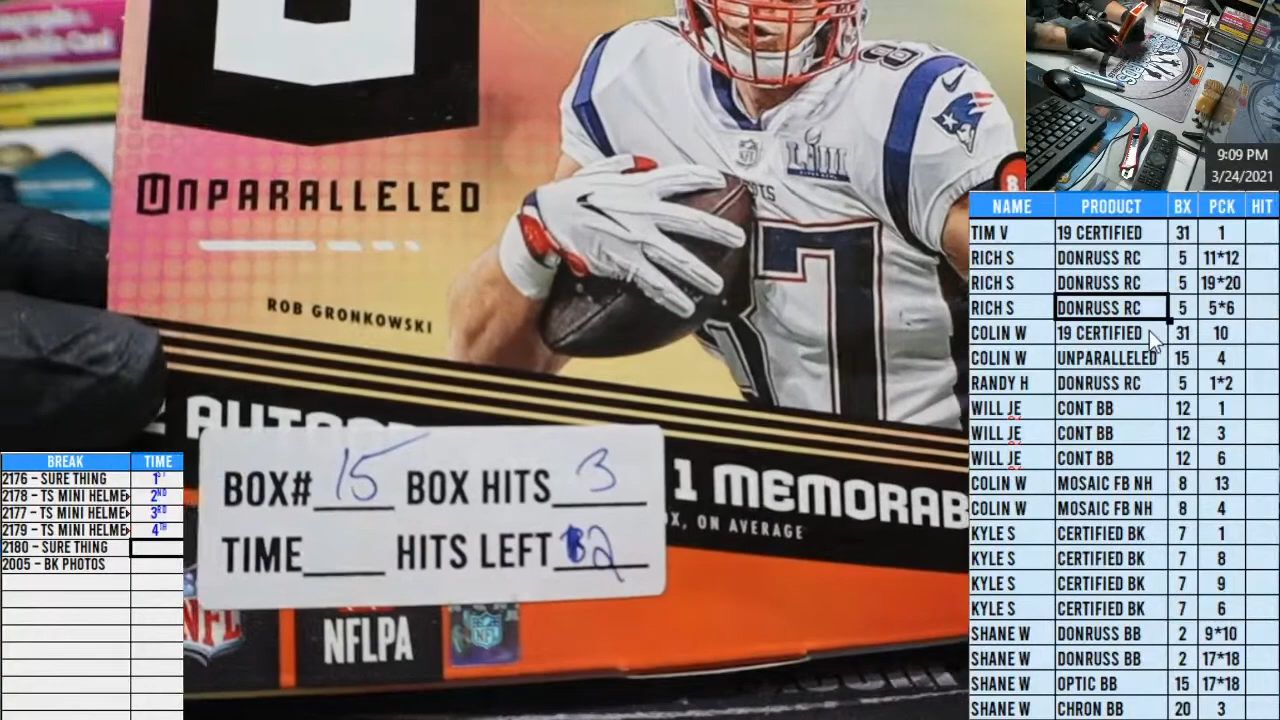 UNPARALLELED
ROB GRONKOWSKI
LIII
87
AUTOGR
1 MEMORAB
OX, ON AVERAGE
BOX# 15 BOX HITS 3
TIME HITS LEFT 2
NFL
NFLPA
NFL
9:09 PM
3/24/2021
NAME PRODUCT BX PCK HIT
TIM V 19 CERTIFIED 31 1
RICH S DONRUSS RC 5 11*12
RICH S DONRUSS RC 5 19*20
RICH S DONRUSS RC 5 5*6
COLIN W 19 CERTIFIED 31 10
COLIN W UNPARALLELED 15 4
RANDY H DONRUSS RC 5 1*2
WILL JE CONT BB 12 1
WILL JE CONT BB 12 3
WILL JE CONT BB 12 6
COLIN W MOSAIC FB NH 8 13
COLIN W MOSAIC FB NH 8 4
KYLE S CERTIFIED BK 7 1
KYLE S CERTIFIED BK 7 8
KYLE S CERTIFIED BK 7 9
KYLE S CERTIFIED BK 7 6
SHANE W DONRUSS BB 2 9*10
SHANE W DONRUSS BB 2 17*18
SHANE W OPTIC BB 15 17*18
SHANE W CHRON BB 20 3
BREAK TIME
2176 – SURE THING 1ST
2178 – TS MINI HELME 2ND
2177 – TS MINI HELME 3RD
2179 – TS MINI HELME 4TH
2180 – SURE THING
2005 – BK PHOTOS